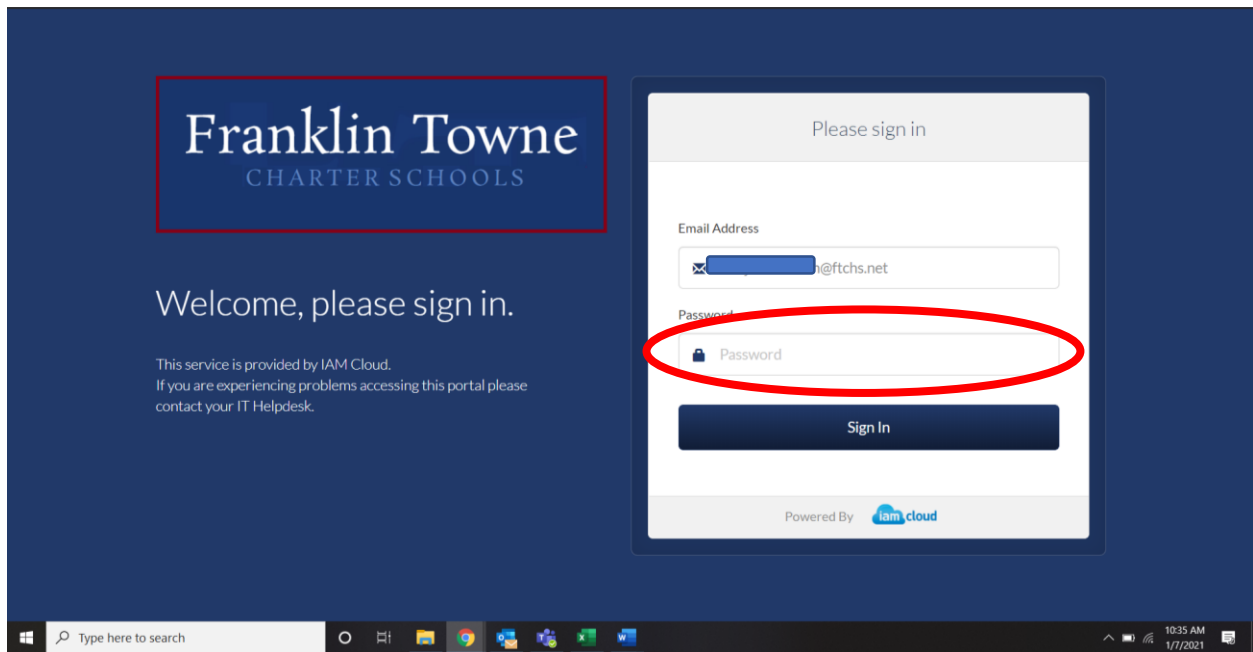 Franklin Towne
CHARTER SCHOOLS
Welcome, please sign in.
This service is provided by IAM Cloud.
If you are experiencing problems accessing this portal please
contact your IT Helpdesk.
Please sign in
Email Address
@ftchs.net
Password
Password
Sign In
Powered By iam cloud
Type here to search
10:35 AM
1/7/2021